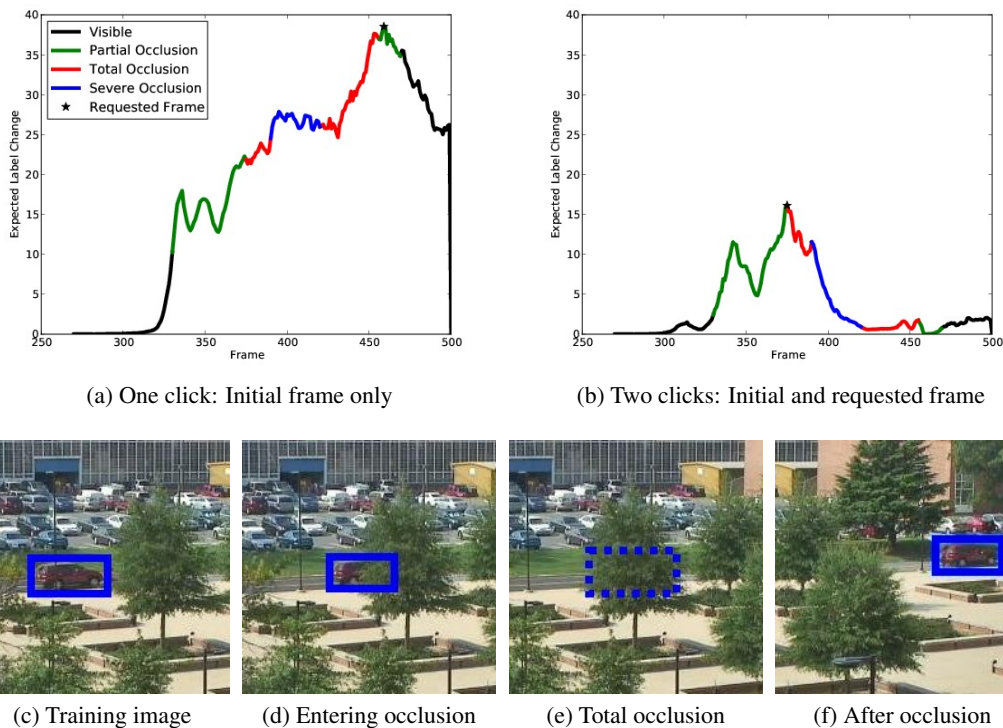 40
35
30
25
20
15
10
5
0
Expected Label Change
Visible
Partial Occlusion
Total Occlusion
Severe Occlusion
Requested Frame
250 300 350 400 450 500
Frame
(a) One click: Initial frame only
40
35
30
25
20
15
10
5
0
Expected Label Change
250 300 350 400 450 500
Frame
(b) Two clicks: Initial and requested frame
(c) Training image
(d) Entering occlusion
(e) Total occlusion
(f) After occlusion